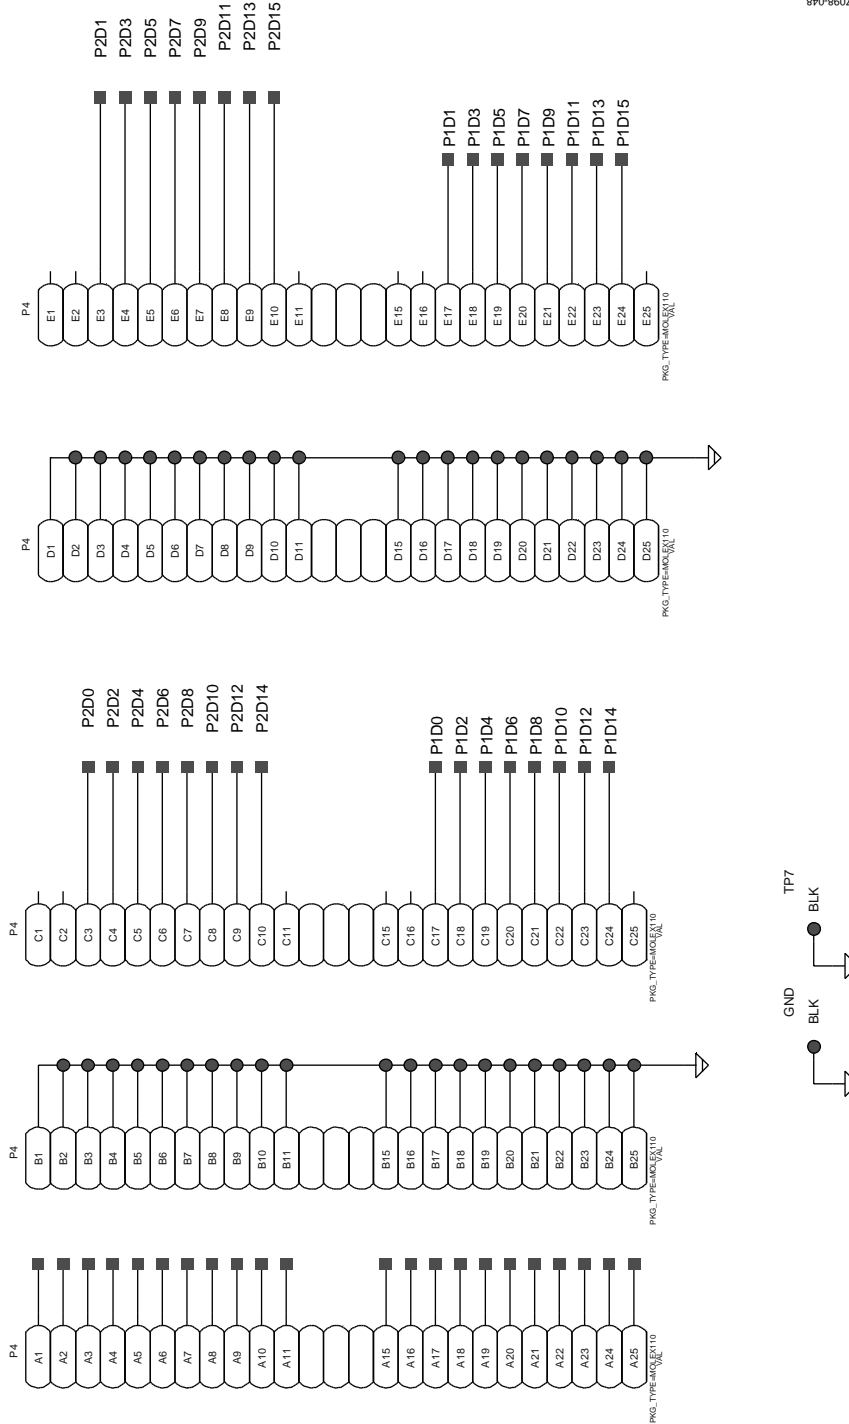 7098-048
P2D1
P2D3
P2D5
P2D7
P2D9
P2D11
P2D13
P2D15
P1D1
P1D3
P1D5
P1D7
P1D9
P1D11
P1D13
P1D15
P4
E1
E2
E3
E4
E5
E6
E7
E8
E9
E10
E11
E15
E16
E17
E18
E19
E20
E21
E22
E23
E24
E25
PKG_TYPE=MOLEX110
VAL
P4
D1
D2
D3
D4
D5
D6
D7
D8
D9
D10
D11
D15
D16
D17
D18
D19
D20
D21
D22
D23
D24
D25
PKG_TYPE=MOLEX110
VAL
P2D0
P2D2
P2D4
P2D6
P2D8
P2D10
P2D12
P2D14
P1D0
P1D2
P1D4
P1D6
P1D8
P1D10
P1D12
P1D14
P4
C1
C2
C3
C4
C5
C6
C7
C8
C9
C10
C11
C15
C16
C17
C18
C19
C20
C21
C22
C23
C24
C25
PKG_TYPE=MOLEX110
VAL
TP7
BLK
GND
BLK
P4
B1
B2
B3
B4
B5
B6
B7
B8
B9
B10
B11
B15
B16
B17
B18
B19
B20
B21
B22
B23
B24
B25
PKG_TYPE=MOLEX110
VAL
P4
A1
A2
A3
A4
A5
A6
A7
A8
A9
A10
A11
A15
A16
A17
A18
A19
A20
A21
A22
A23
A24
A25
PKG_TYPE=MOLEX110
VAL